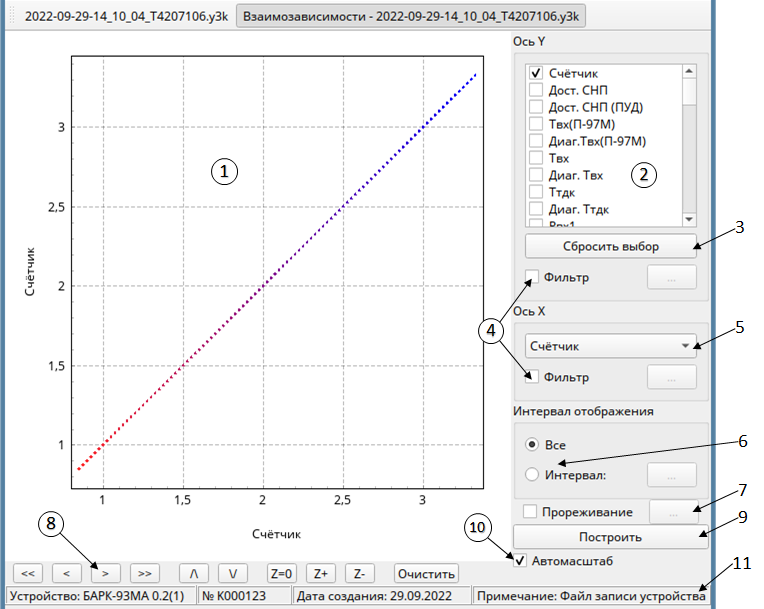 2022-09-29-14_10_04_T4207106.y3k Взаимозависимости - 2022-09-29-14_10_04_T4207106.y3k
Ось Y
Счётчик
Дост. СНП
Дост. СНП (ПУД)
Твх(П-97М)
Диаг.Твх(П-97М)
Твх
Диаг. Твх
Ттдк
Диаг. Ттдк
Рвх1
1
2
Сбросить выбор
3
Фильтр ...
4
Ось X
Счётчик
5
Фильтр ...
Интервал отображения
Все
6
Интервал: ...
Прореживание ...
7
Построить
9
Автомасштаб
10
3
2,5
2
1,5
1
Счётчик
1 1,5 2 2,5 3
Счётчик
8
<< < > >> /\ \/ Z=0 Z+ Z- Очистить
11
Устройство: БАРК-93МА 0.2(1) № К000123 Дата создания: 29.09.2022 Примечание: Файл записи устройства